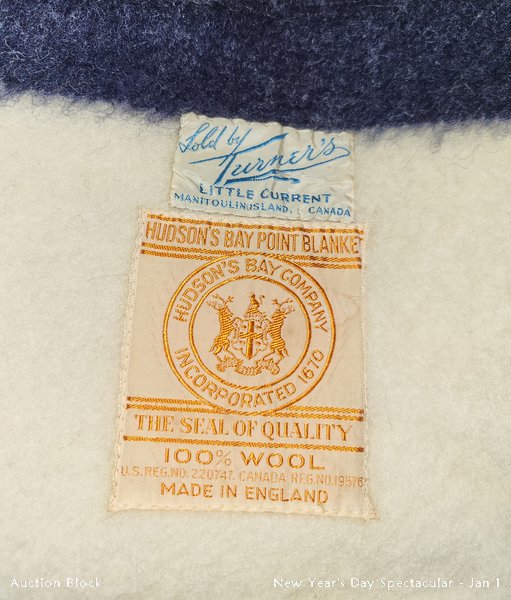 Sold by
Turner's
LITTLE CURRENT
MANITOULIN ISLAND, CANADA
HUDSON'S BAY POINT BLANKET
HUDSON'S BAY COMPANY
INCORPORATED 1670
THE SEAL OF QUALITY
100% WOOL
U.S. REG. NO. 220747. CANADA REG. NO. 19676
MADE IN ENGLAND
Auction Block
New Year's Day Spectacular - Jan 1